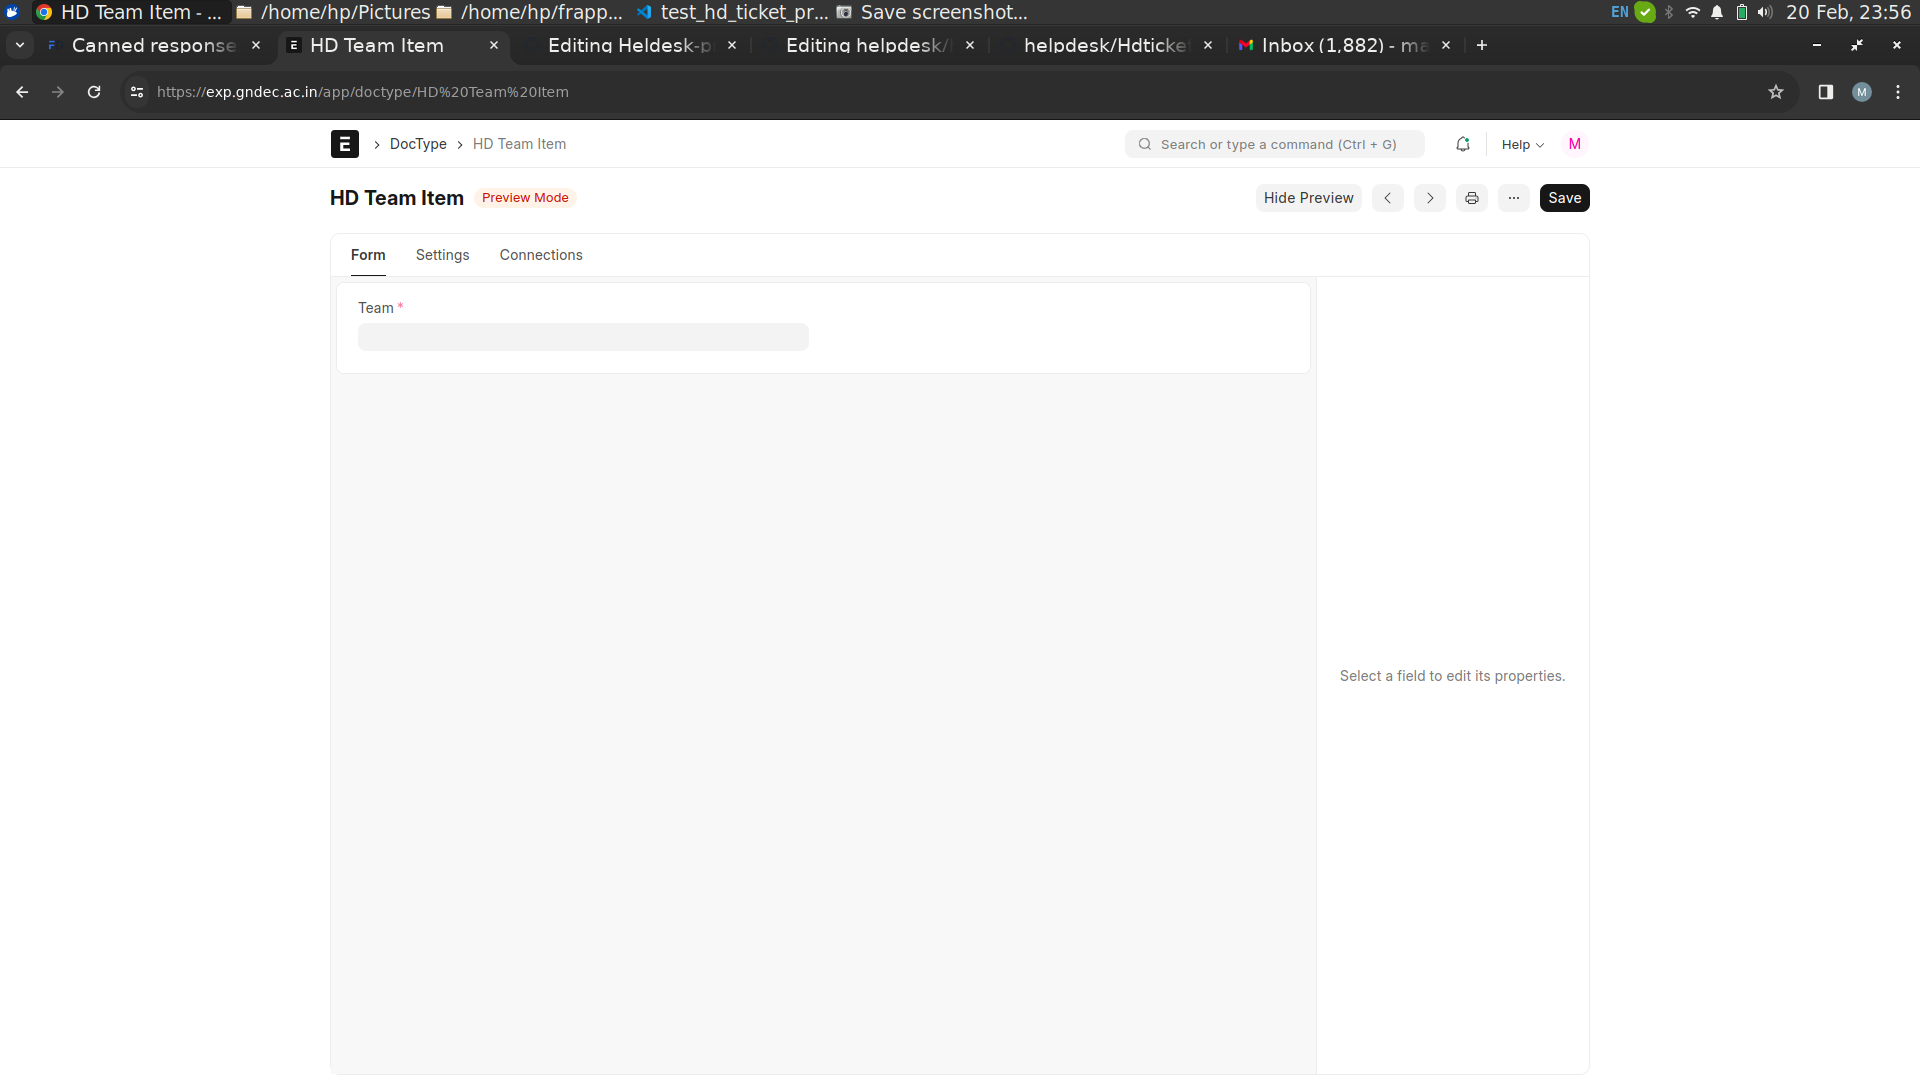 HD Team Item - ... /home/hp/Pictures /home/hp/frapp... test_hd_ticket_pr... Save screenshot... EN 20 Feb, 23:56
Canned response HD Team Item Editing Heldesk-p Editing helpdesk/ helpdesk/Hdticke Inbox (1,882) - ma
https://exp.gndec.ac.in/app/doctype/HD%20Team%20Item M
E DocType HD Team Item Search or type a command (Ctrl + G) Help M
HD Team Item Preview Mode Hide Preview ... Save
Form Settings Connections
Team *
Select a field to edit its properties.